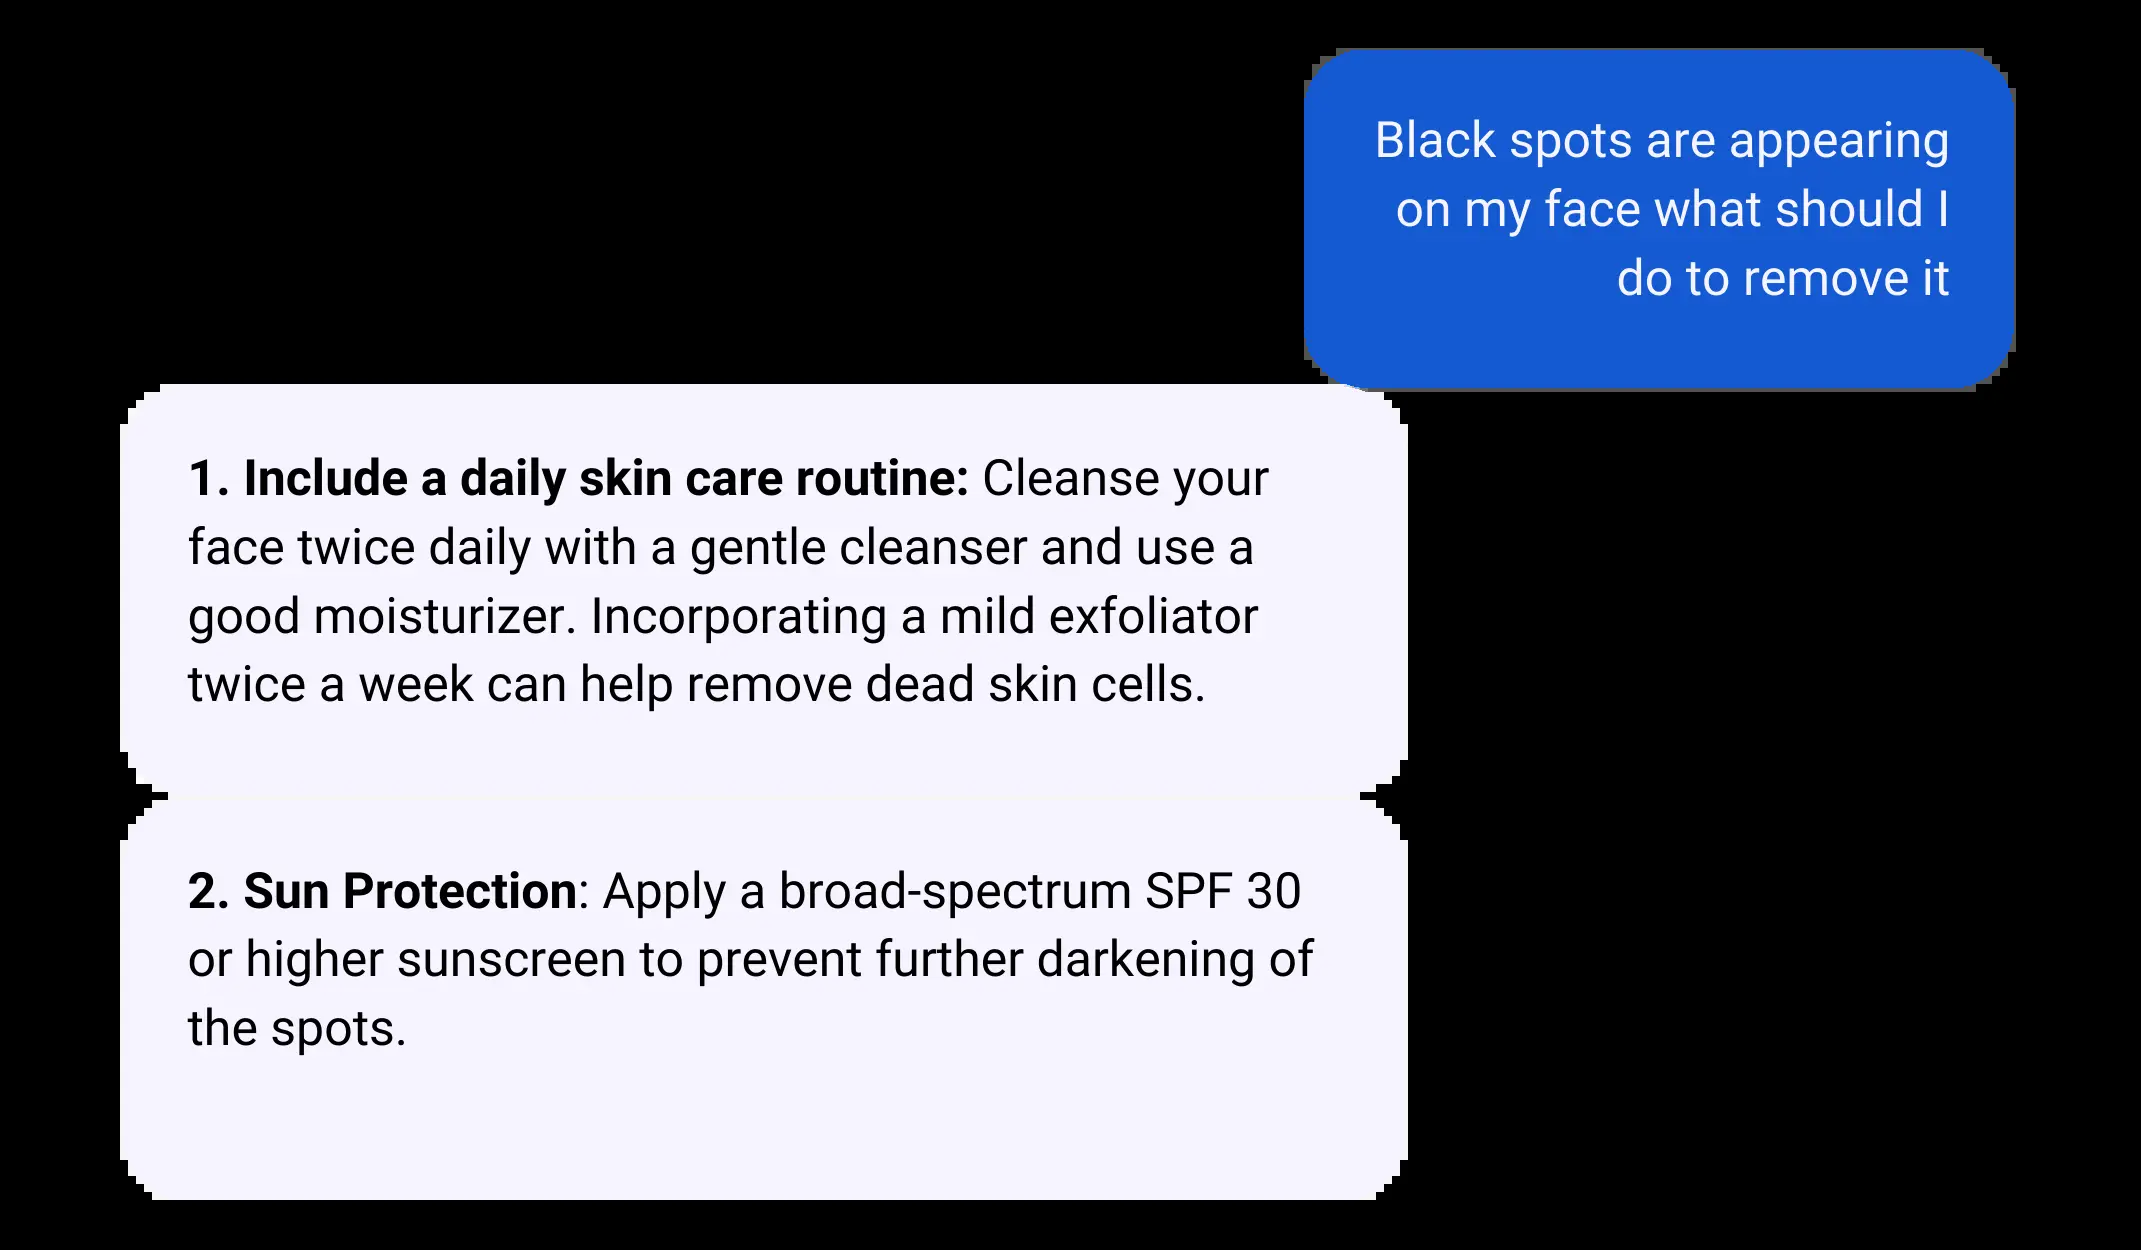 Black spots are appearing
on my face what should I
do to remove it
1. Include a daily skin care routine: Cleanse your
face twice daily with a gentle cleanser and use a
good moisturizer. Incorporating a mild exfoliator
twice a week can help remove dead skin cells.
2. Sun Protection: Apply a broad-spectrum SPF 30
or higher sunscreen to prevent further darkening of
the spots.